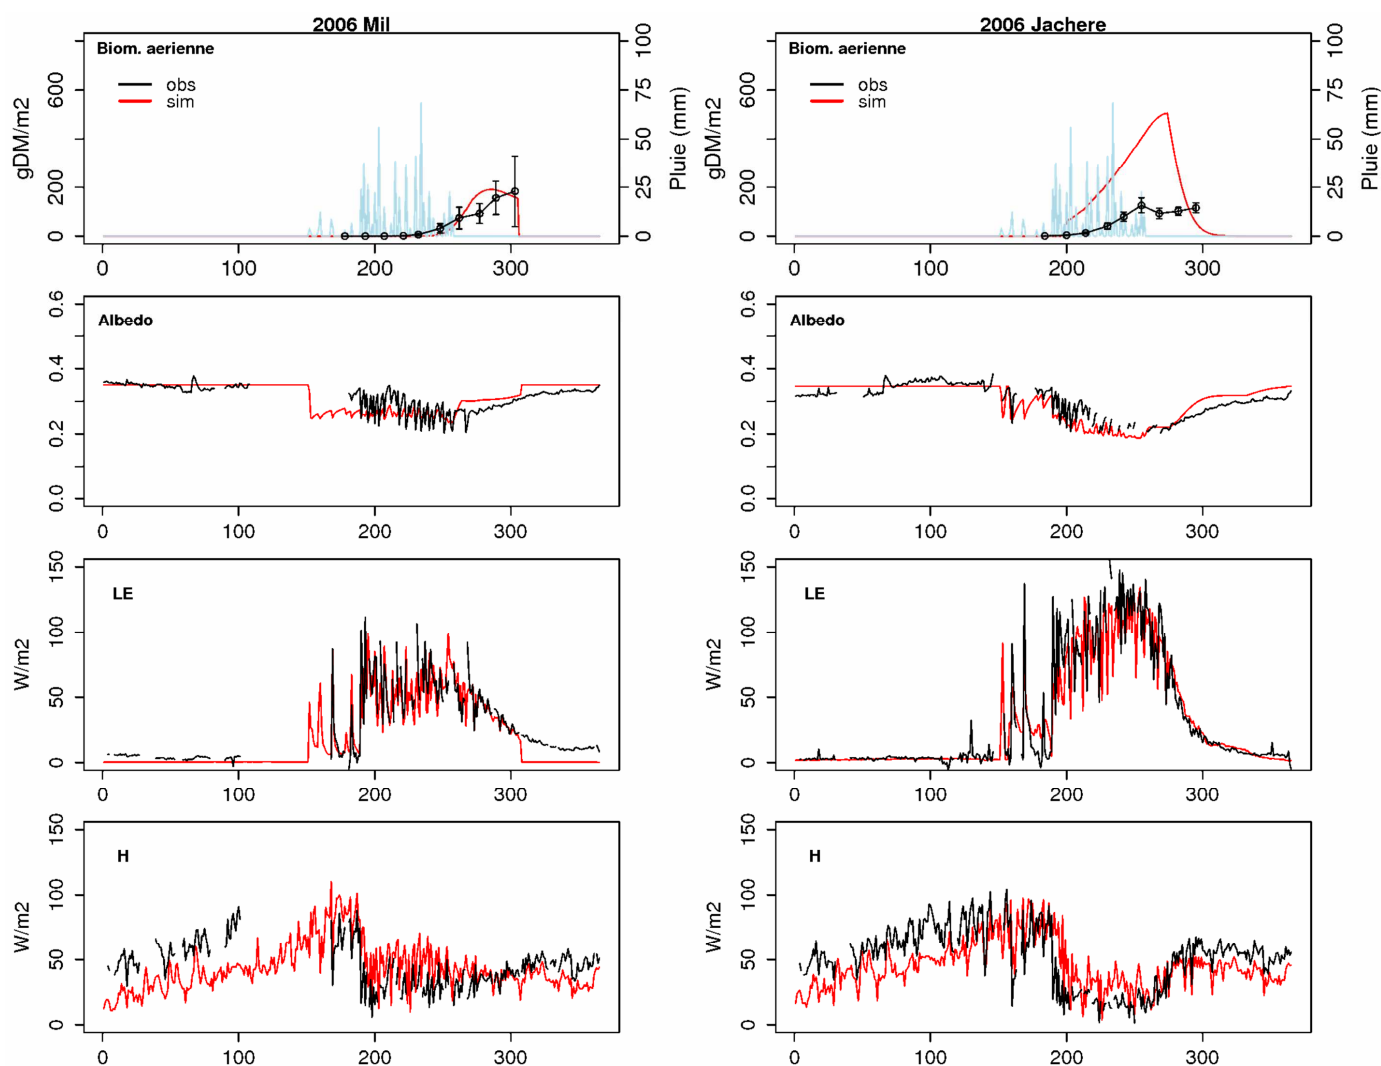 2006 Mil
Biom. aerienne
obs
sim
gDM/m2
0 200 600
Pluie (mm)
0 25 50 75 100
0 100 200 300
2006 Jachere
Biom. aerienne
obs
sim
gDM/m2
0 200 600
Pluie (mm)
0 25 50 75 100
0 100 200 300
Albedo
0.0 0.2 0.4 0.6
0 100 200 300
Albedo
0.0 0.2 0.4 0.6
0 100 200 300
LE
W/m2
0 50 100 150
0 100 200 300
LE
W/m2
0 50 100 150
0 100 200 300
H
W/m2
0 50 100 150
0 100 200 300
H
W/m2
0 50 100 150
0 100 200 300